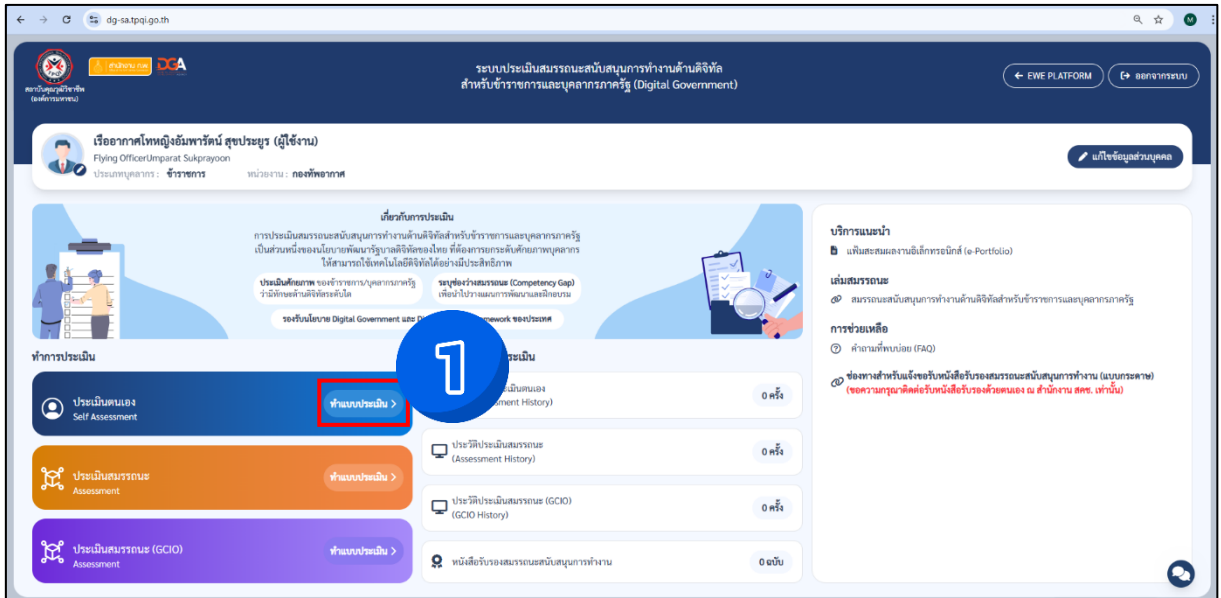 dg-sa.tpqi.go.th
M
สถาบันคุณวุฒิวิชาชีพ
(องค์การมหาชน)
สำนักงาน ก.พ.
DGA
ระบบประเมินสมรรถนะสนับสนุนการทำงานด้านดิจิทัล
สำหรับข้าราชการและบุคลากรภาครัฐ (Digital Government)
EWE PLATFORM
ออกจากระบบ
เรืออากาศโทหญิงอัมพารัตน์ สุขประยูร (ผู้ใช้งาน)
Flying OfficerUmparat Sukprayoon
ประเภทบุคลากร : ข้าราชการ หน่วยงาน : กองทัพอากาศ
แก้ไขข้อมูลส่วนบุคคล
เกี่ยวกับการประเมิน
การประเมินสมรรถนะสนับสนุนการทำงานด้านดิจิทัลสำหรับข้าราชการและบุคลากรภาครัฐ
เป็นส่วนหนึ่งของนโยบายพัฒนารัฐบาลดิจิทัลของไทย ที่ต้องการยกระดับศักยภาพบุคลากร
ให้สามารถใช้เทคโนโลยีดิจิทัลได้อย่างมีประสิทธิภาพ
ประเมินศักยภาพ ของข้าราชการ/บุคลากรภาครัฐ
ว่ามีทักษะด้านดิจิทัลระดับใด
ระบุช่องว่างสมรรถนะ (Competency Gap)
เพื่อนำไปวางแผนการพัฒนาและฝึกอบรม
รองรับนโยบาย Digital Government และ ของประเทศ
ทำการประเมิน
ประเมินตนเอง
Self Assessment
ทำแบบประเมิน >
ประเมินสมรรถนะ
Assessment
ทำแบบประเมิน >
ประเมินสมรรถนะ (GCIO)
Assessment
ทำแบบประเมิน >
๑
ระเมิน
เมินตนเอง
History)
0 ครั้ง
ประวัติประเมินสมรรถนะ
(Assessment History)
0 ครั้ง
ประวัติประเมินสมรรถนะ (GCIO)
(GCIO History)
0 ครั้ง
หนังสือรับรองสมรรถนะสนับสนุนการทำงาน
0 ฉบับ
บริการแนะนำ
แฟ้มสะสมผลงานอิเล็กทรอนิกส์ (e-Portfolio)
เล่มสมรรถนะ
สมรรถนะสนับสนุนการทำงานด้านดิจิทัลสำหรับข้าราชการและบุคลากรภาครัฐ
การช่วยเหลือ
คำถามที่พบบ่อย (FAQ)
ช่องทางสำหรับแจ้งขอรับหนังสือรับรองสมรรถนะสนับสนุนการทำงาน (แบบกระดาษ)
(ขอความกรุณาติดต่อรับหนังสือรับรองด้วยตนเอง ณ สำนักงาน สคช. เท่านั้น)